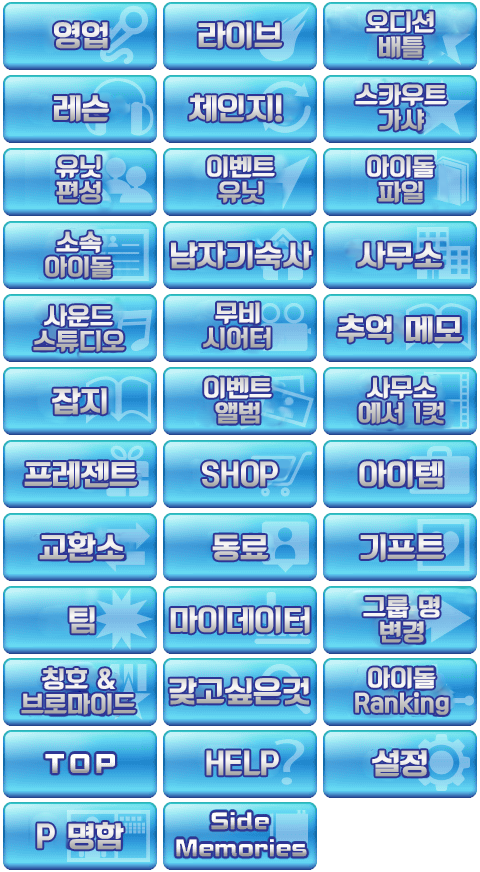 영업
라이브
오디션
배틀
레슨
체인지!
스카우트
가샤
유닛
편성
이벤트
유닛
아이돌
파일
소속
아이돌
남자기숙사
사무소
사운드
스튜디오
무비
시어터
추억 메모
잡지
이벤트
앨범
사무소
에서 1컷
프레젠트
SHOP
아이템
교환소
동료
기프트
팀
마이데이터
그룹 명
변경
칭호 &
브로마이드
갖고싶은것
아이돌
Ranking
TOP
HELP
설정
P 명함
Side
Memories